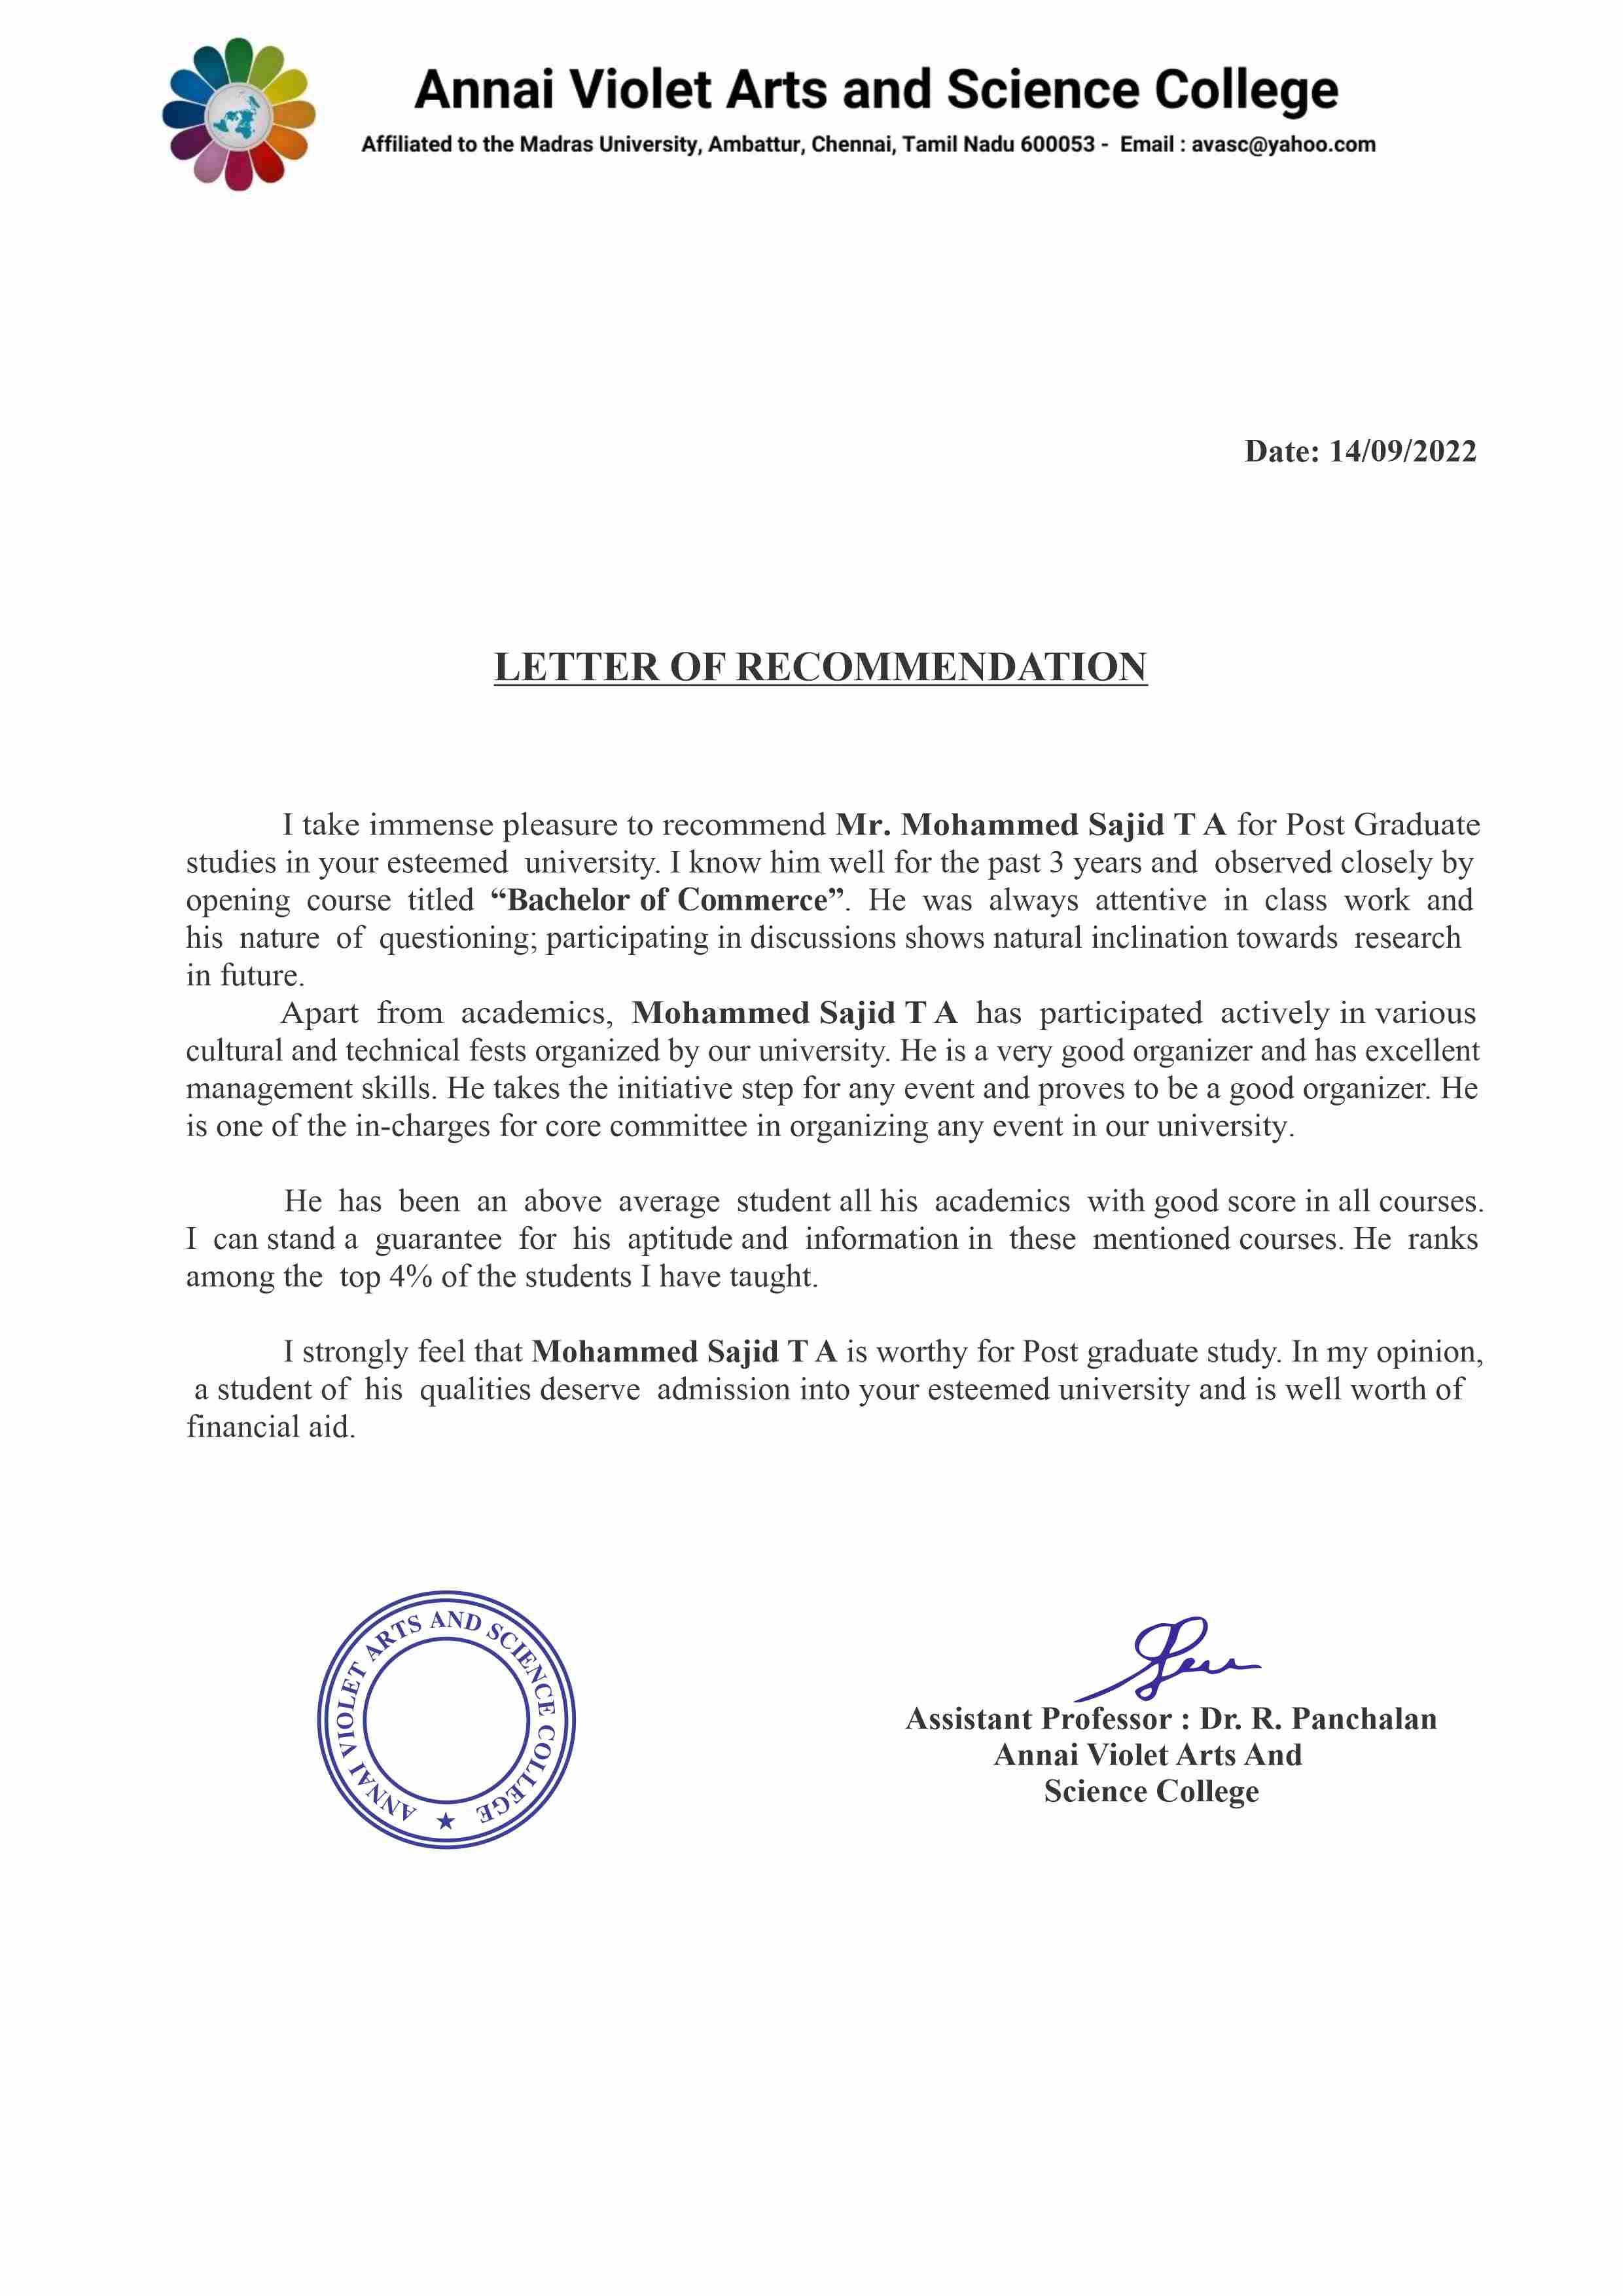 Annai Violet Arts and Science College
Affiliated to the Madras University, Ambattur, Chennai, Tamil Nadu 600053 - Email : avasc@yahoo.com
Date: 14/09/2022
LETTER OF RECOMMENDATION
I take immense pleasure to recommend Mr. Mohammed Sajid T A for Post Graduate
studies in your esteemed university. I know him well for the past 3 years and observed closely by
opening course titled “Bachelor of Commerce”. He was always attentive in class work and
his nature of questioning; participating in discussions shows natural inclination towards research
in future.
Apart from academics, Mohammed Sajid T A has participated actively in various
cultural and technical fests organized by our university. He is a very good organizer and has excellent
management skills. He takes the initiative step for any event and proves to be a good organizer. He
is one of the in-charges for core committee in organizing any event in our university.
He has been an above average student all his academics with good score in all courses.
I can stand a guarantee for his aptitude and information in these mentioned courses. He ranks
among the top 4% of the students I have taught.
I strongly feel that Mohammed Sajid T A is worthy for Post graduate study. In my opinion,
a student of his qualities deserve admission into your esteemed university and is well worth of
financial aid.
ANNAI VIOLET ARTS AND SCIENCE COLLEGE
Assistant Professor : Dr. R. Panchalan
Annai Violet Arts And
Science College